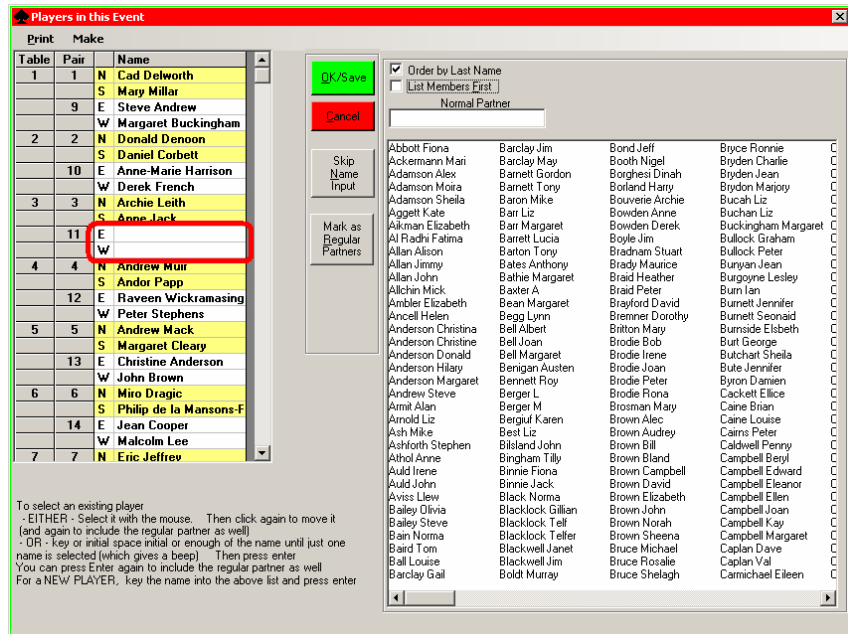 Players in this Event
Print Make
Table Pair Name
1 1 N Cad Delworth
S Mary Millar
9 E Steve Andrew
W Margaret Buckingham
2 2 N Donald Denoon
S Daniel Corbett
10 E Anne-Marie Harrison
W Derek French
3 3 N Archie Leith
S Anne Jack
11 E
W
4 4 N Andrew Muir
S Andor Papp
12 E Raveen Wickramasing
W Peter Stephens
5 5 N Andrew Mack
S Margaret Cleary
13 E Christine Anderson
W John Brown
6 6 N Miro Dragic
S Philip de la Mansons-F
14 E Jean Cooper
W Malcolm Lee
7 7 N Eric Jeffrey
OK/Save
Cancel
Skip
Name
Input
Mark as
Regular
Partners
Order by Last Name
List Members First
Normal Partner
Abbott Fiona Barclay Jim Bond Jeff Bryce Ronnie C
Ackermann Mari Barclay May Booth Nigel Bryden Charlie C
Adamson Alex Barnett Gordon Borghesi Dinah Bryden Jean C
Adamson Moira Barnett Tony Borland Harry Brydon Marjory C
Adamson Sheila Baron Mike Bouverie Archie Bucah Liz C
Aggett Kate Barr Liz Bowden Anne Buchan Liz C
Aikman Elizabeth Barr Margaret Bowden Derek Buckingham Margaret C
Al Radhi Fatima Barrett Lucia Boyle Jim Bullock Graham C
Allan Alison Barton Tony Bradnam Stuart Bullock Peter C
Allan Jimmy Bates Anthony Brady Maurice Bunyan Jean C
Allan John Bathie Margaret Braid Margaret Burgoyne Lesley C
Allchin Mick Baxter A Braid Peter Burn Ian C
Ambler Elizabeth Bean Margaret Brayford David Burnett Jennifer C
Ancell Helen Begg Lynn Bremner Dorothy Burnett Seonaid C
Anderson Christina Bell Albert Britton Mary Burnside Elsbeth C
Anderson Christine Bell Joan Brodie Bob Burt George C
Anderson Donald Bell Margaret Brodie Irene Butchart Sheila C
Anderson Hilary Benigan Austen Brodie Joan Bute Jennifer C
Anderson Margaret Bennett Roy Brodie Peter Byron Damien C
Andrew Steve Berger L Brodie Rona Cackett Ellice C
Armit Alan Berger M Brosman Mary Caine Brian C
Arnold Liz Bergiuf Karen Brown Alec Caine Louise C
Ash Mike Best Liz Brown Audrey Cairns Peter C
Ashforth Stephen Bilsland John Brown Bill Caldwell Penny C
Athol Anne Bingham Tilly Brown Bland Campbell Beryl C
Auld Irene Binnie Fiona Brown Campbell Campbell Edward C
Auld John Binnie Jack Brown David Campbell Eleanor C
Aviss Llew Black Norma Brown Elizabeth Campbell Ellen C
Bailey Olivia Blacklock Gillian Brown John Campbell Joan C
Bailey Steve Blacklock Telf Brown Norah Campbell Kay C
Bain Norma Blacklock Telfer Brown Sheena Campbell Margaret C
Baird Tom Blackwell Janet Bruce Michael Caplan Dave C
Ball Louise Blackwell Jim Bruce Rosalie Caplan Val C
Barclay Gail Boldt Murray Bruce Shelagh Carmichael Eileen C
To select an existing player
- EITHER - Select it with the mouse. Then click again to move it
(and again to include the regular partner as well)
- OR - key or initial space initial or enough of the name until just one
name is selected (which gives a beep) Then press enter
You can press Enter again to include the regular partner as well
For a NEW PLAYER, key the name into the above list and press enter